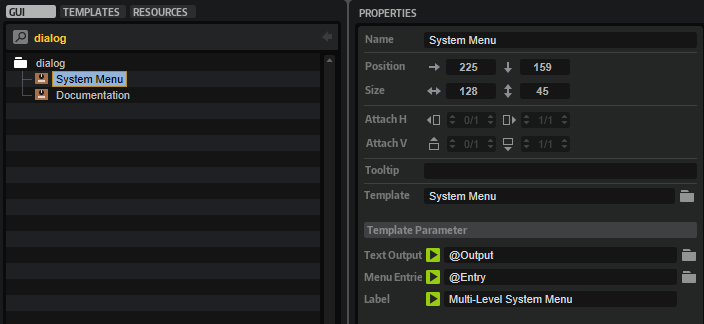 GUI TEMPLATES RESOURCES
dialog
dialog
System Menu
Documentation
PROPERTIES
Name System Menu
Position 225 159
Size 128 45
Attach H 0/1 1/1
Attach V 0/1 1/1
Tooltip
Template System Menu
Template Parameter
Text Output @Output
Menu Entrie @Entry
Label Multi-Level System Menu